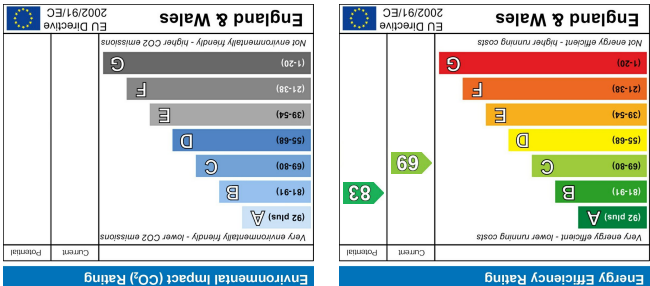 Energy Efficiency Rating
Current
Potential
Very energy efficient - lower running costs
(92 plus) A
(81-91) B
(69-80) C
(55-68) D
(39-54) E
(21-38) F
(1-20) G
Not energy efficient - higher running costs
69
83
England & Wales
EU Directive
2002/91/EC
Environmental Impact (CO₂) Rating
Current
Potential
Very environmentally friendly - lower CO2 emissions
(92 plus) A
(81-91) B
(69-80) C
(55-68) D
(39-54) E
(21-38) F
(1-20) G
Not environmentally friendly - higher CO2 emissions
England & Wales
EU Directive
2002/91/EC